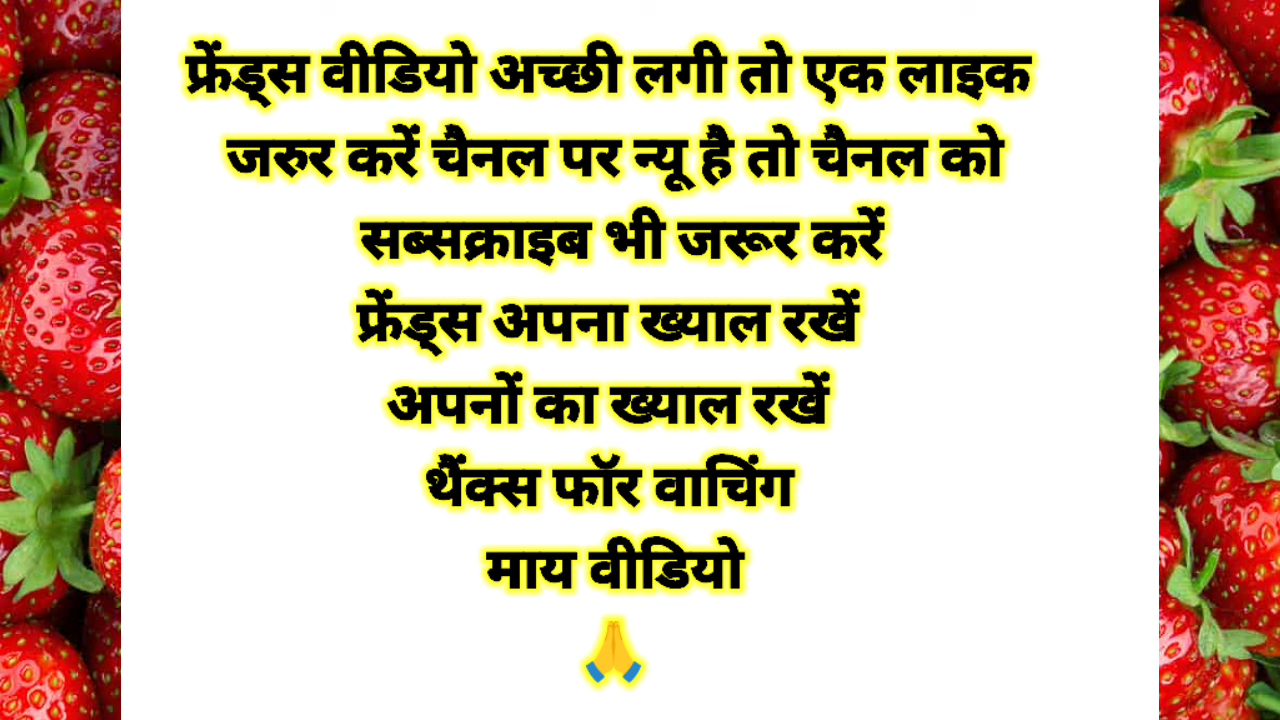 फ्रेंड्स वीडियो अच्छी लगी तो एक लाइक
जरुर करें चैनल पर न्यू है तो चैनल को
सब्सक्राइब भी जरूर करें
फ्रेंड्स अपना ख्याल रखें
अपनों का ख्याल रखें
थैंक्स फॉर वाचिंग
माय वीडियो
🙏